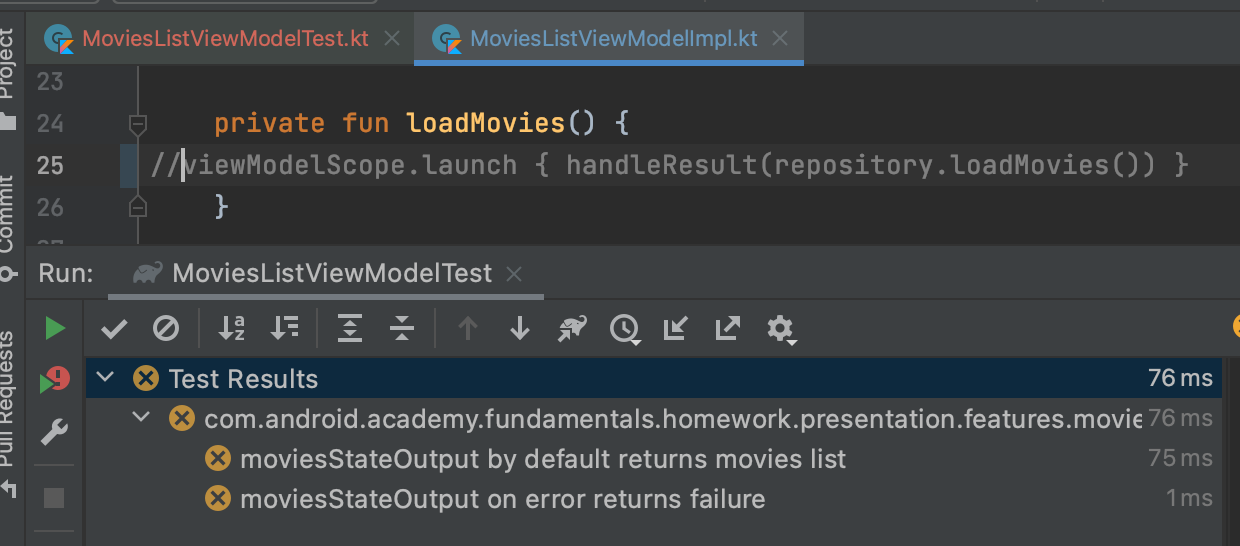 Project
Commit
Pull Requests
MoviesListViewModelTest.kt
MoviesListViewModelImpl.kt
23
24 private fun loadMovies() {
25 //viewModelScope.launch { handleResult(repository.loadMovies()) }
26 }
Run: MoviesListViewModelTest
Test Results 76 ms
com.android.academy.fundamentals.homework.presentation.features.movie 76 ms
moviesStateOutput by default returns movies list 75 ms
moviesStateOutput on error returns failure 1 ms